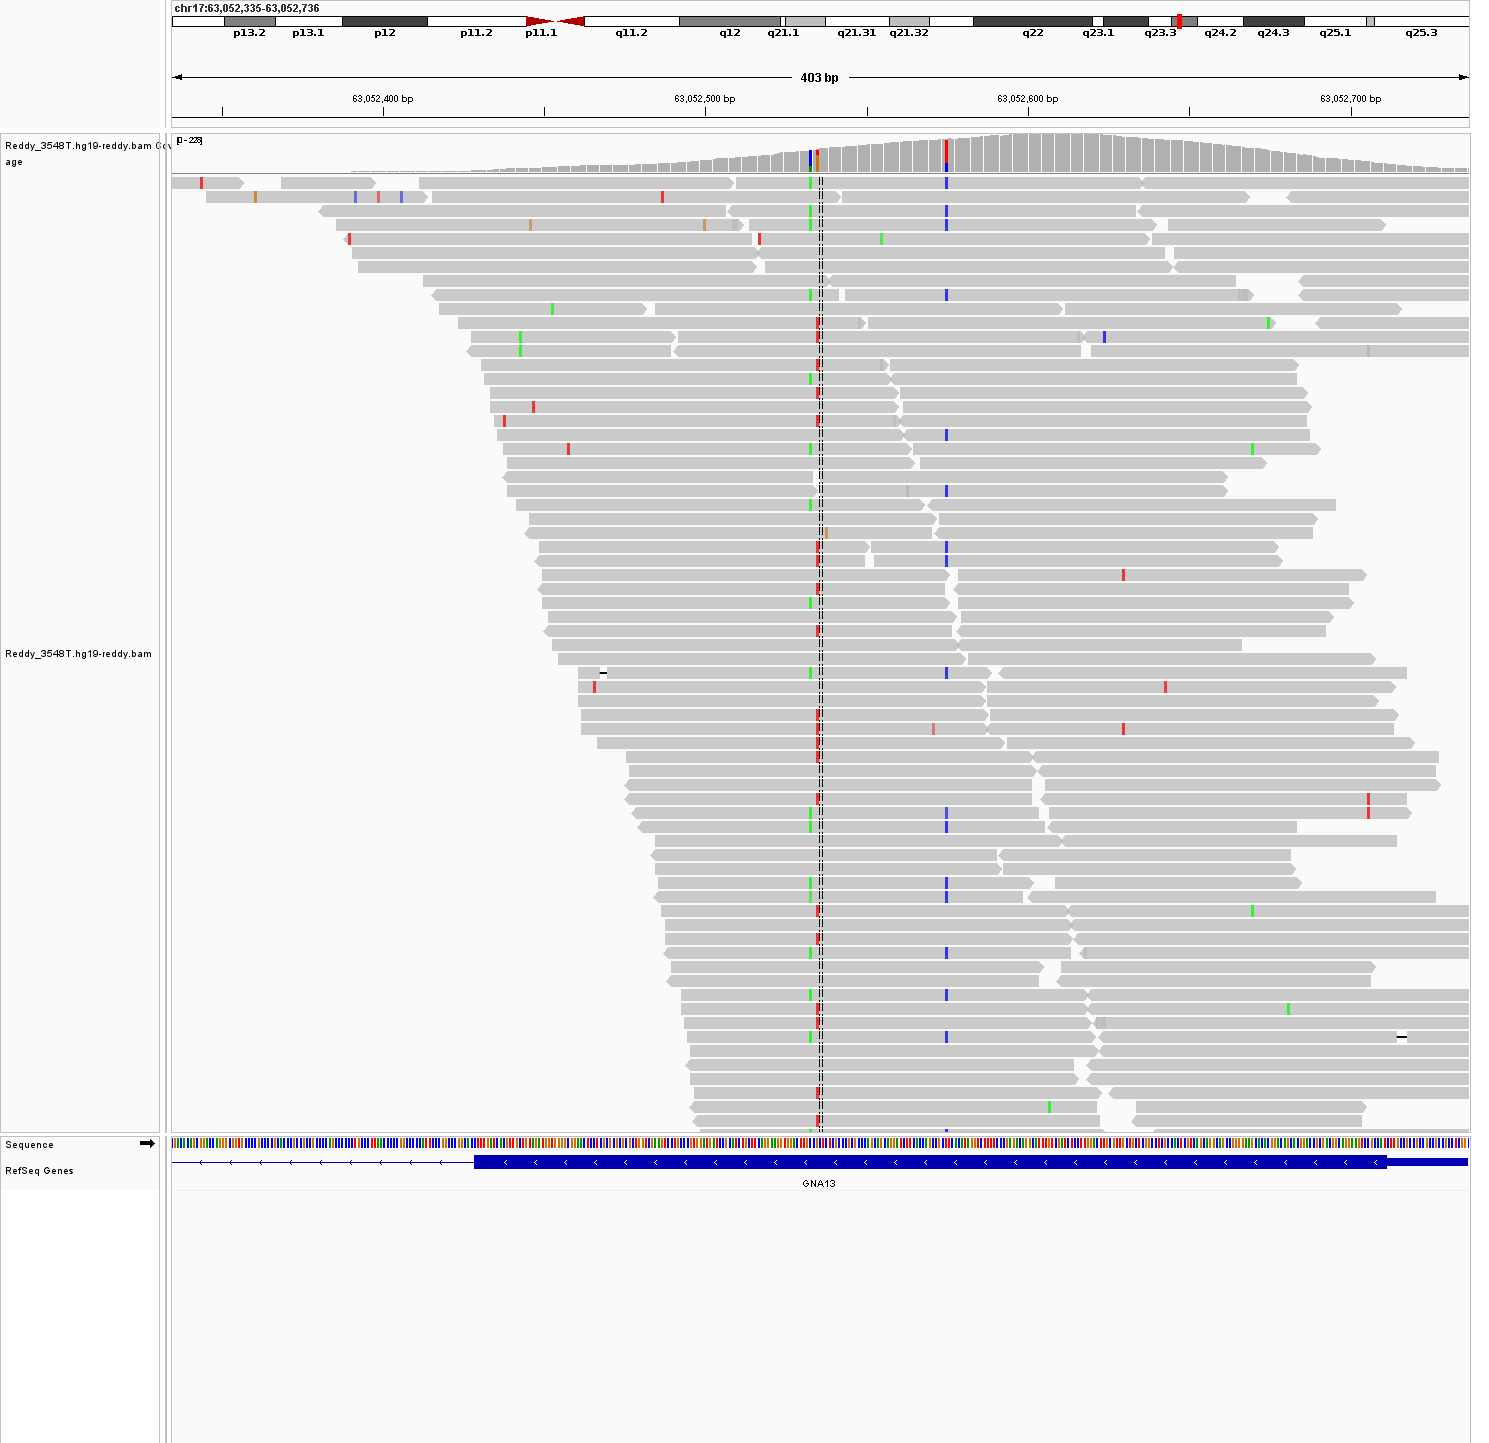 chr17:63,052,335-63,052,736
p13.2 p13.1 p12 p11.2 p11.1 q11.2 q12 q21.1 q21.31 q21.32 q22 q23.1 q23.3 q24.2 q24.3 q25.1 q25.3
403 bp
63,052,400 bp 63,052,500 bp 63,052,600 bp 63,052,700 bp
Reddy_3548T.hg19-reddy.bam Cov
age
Reddy_3548T.hg19-reddy.bam
Sequence
RefSeq Genes
GNA13